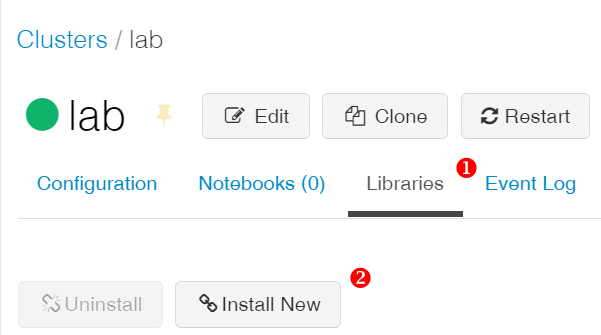 Clusters / lab
lab Edit Clone Restart
Configuration Notebooks (0) Libraries 1 Event Log
2
Uninstall Install New